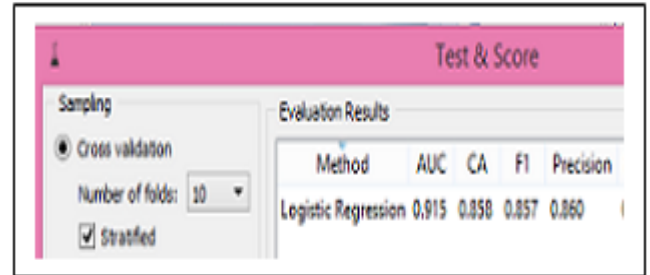 Test & Score
Sampling
Cross validation
Number of folds: 10
Stratified
Evaluation Results
Method AUC CA F1 Precision
Logistic Regression 0.915 0.858 0.857 0.860